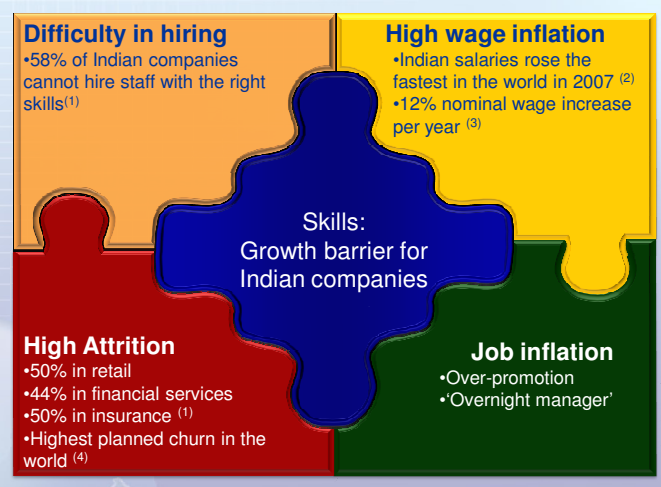 Difficulty in hiring
•58% of Indian companies
cannot hire staff with the right
skills(1)
High wage inflation
•Indian salaries rose the
fastest in the world in 2007 (2)
•12% nominal wage increase
per year (3)
Skills:
Growth barrier for
Indian companies
High Attrition
•50% in retail
•44% in financial services
•50% in insurance (1)
•Highest planned churn in the
world (4)
Job inflation
•Over-promotion
•‘Overnight manager’